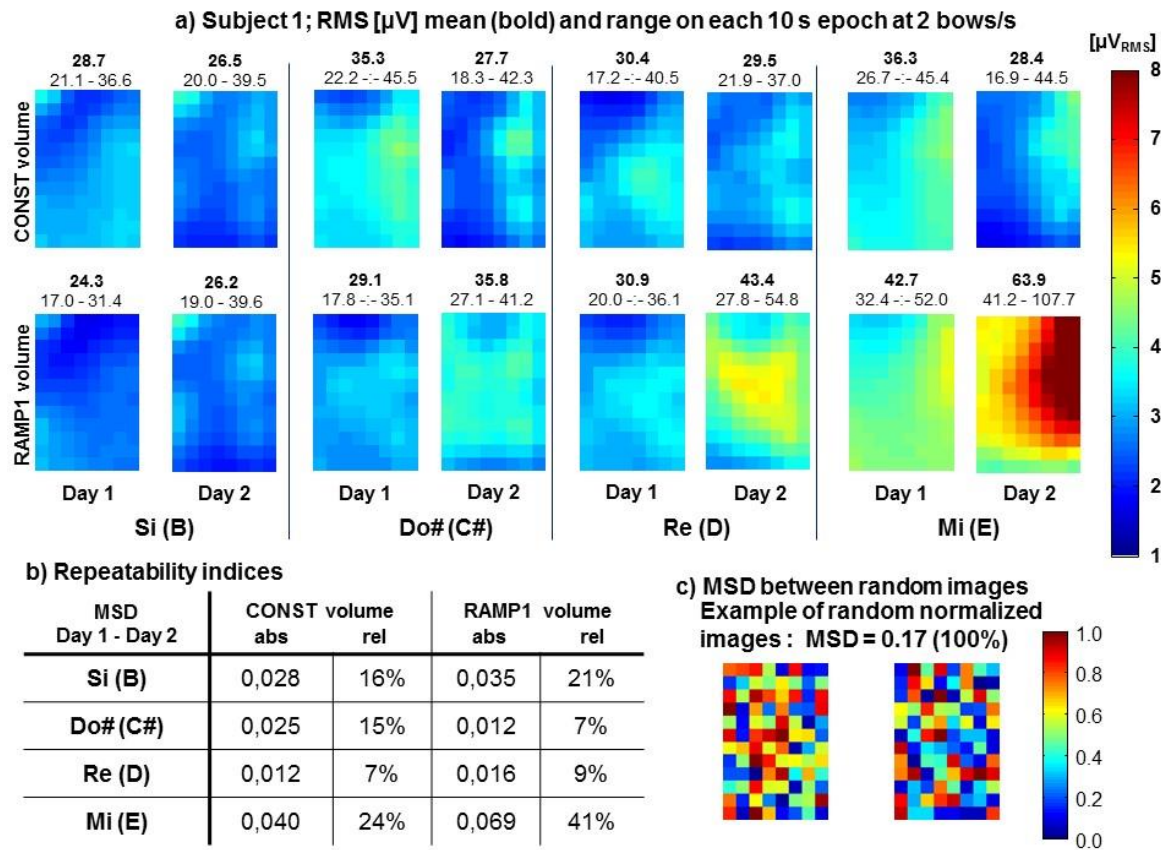 a) Subject 1; RMS [µV] mean (bold) and range on each 10 s epoch at 2 bows/s
[µV_RMS]
28.7 26.5 35.3 27.7 30.4 29.5 36.3 28.4
21.1 - 36.6 20.0 - 39.5 22.2 -:- 45.5 18.3 - 42.3 17.2 - 40.5 21.9 - 37.0 26.7 - 45.4 16.9 - 44.5
CONST volume
24.3 26.2 29.1 35.8 30.9 43.4 42.7 63.9
17.0 - 31.4 19.0 - 39.6 17.8 -:- 35.1 27.1 - 41.2 20.0 - 36.1 27.8 - 54.8 32.4 -:- 52.0 41.2 - 107.7
RAMP1 volume
Day 1 Day 2 Day 1 Day 2 Day 1 Day 2 Day 1 Day 2
Si (B) Do# (C#) Re (D) Mi (E)
8
7
6
5
4
3
2
1
b) Repeatability indices
MSD CONST volume RAMP1 volume
Day 1 - Day 2 abs rel abs rel
Si (B) 0,028 16% 0,035 21%
Do# (C#) 0,025 15% 0,012 7%
Re (D) 0,012 7% 0,016 9%
Mi (E) 0,040 24% 0,069 41%
c) MSD between random images
Example of random normalized
images : MSD = 0.17 (100%)
1.0
0.8
0.6
0.4
0.2
0.0